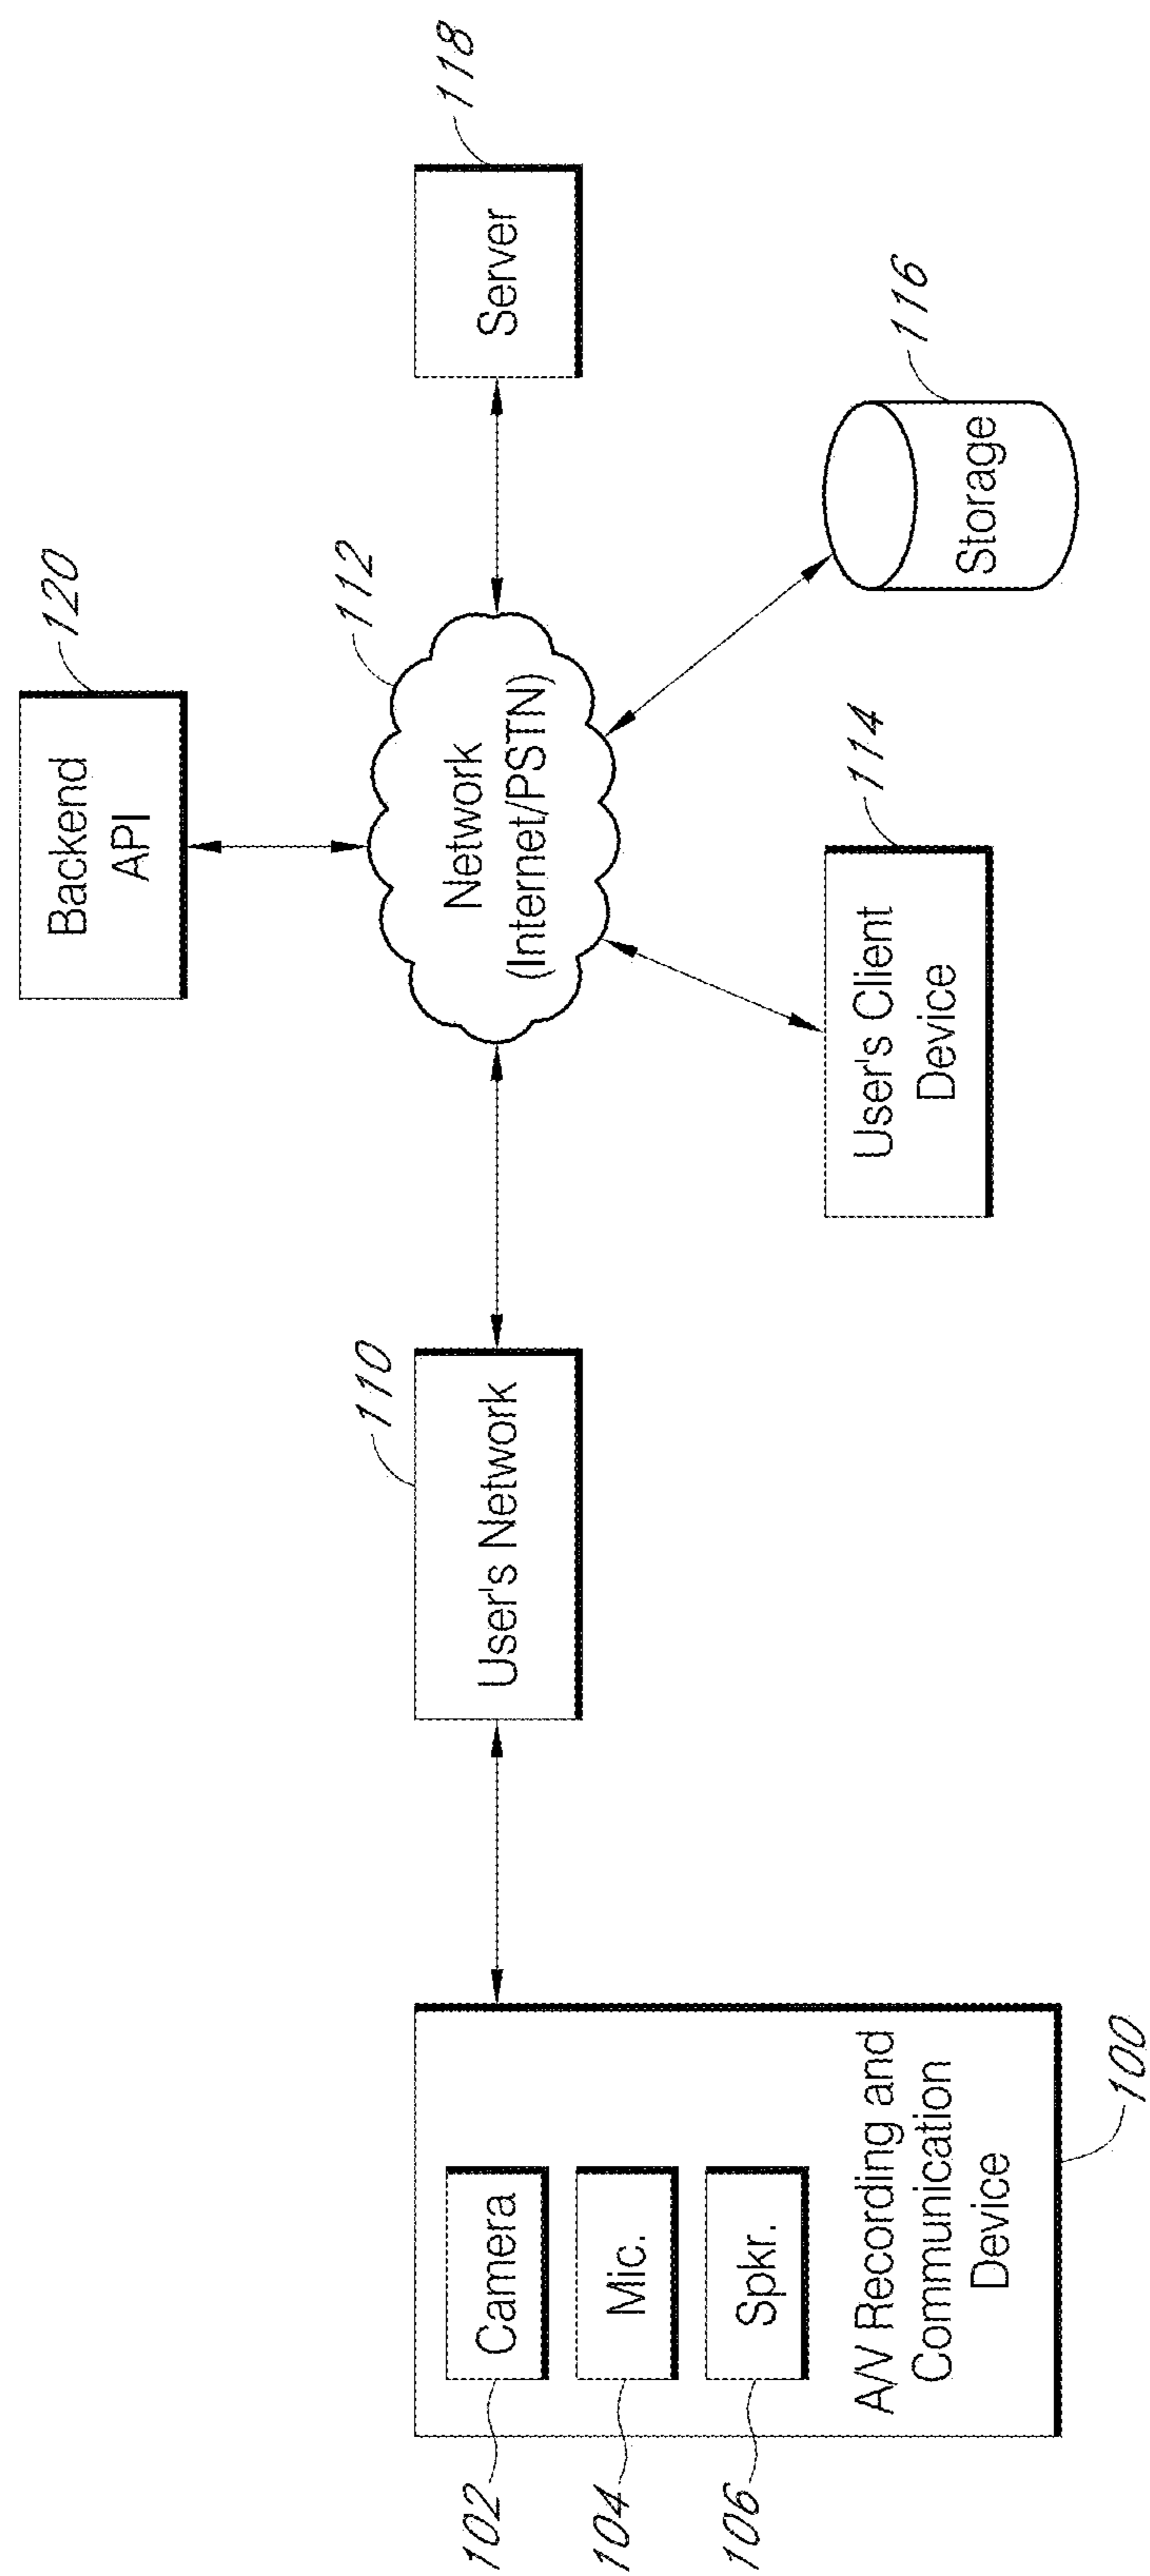 Backend
API
120
Network
(Internet/PSTN)
112
Server
118
User's Network
110
User's Client
Device
114
Storage
116
102
Camera
104
Mic.
106
Spkr.
A/V Recording and
Communication
Device
100